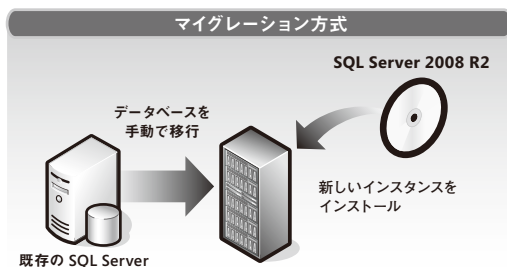 マイグレーション方式
SQL Server 2008 R2
データベースを
手動で移行
新しいインスタンスを
インストール
既存の SQL Server